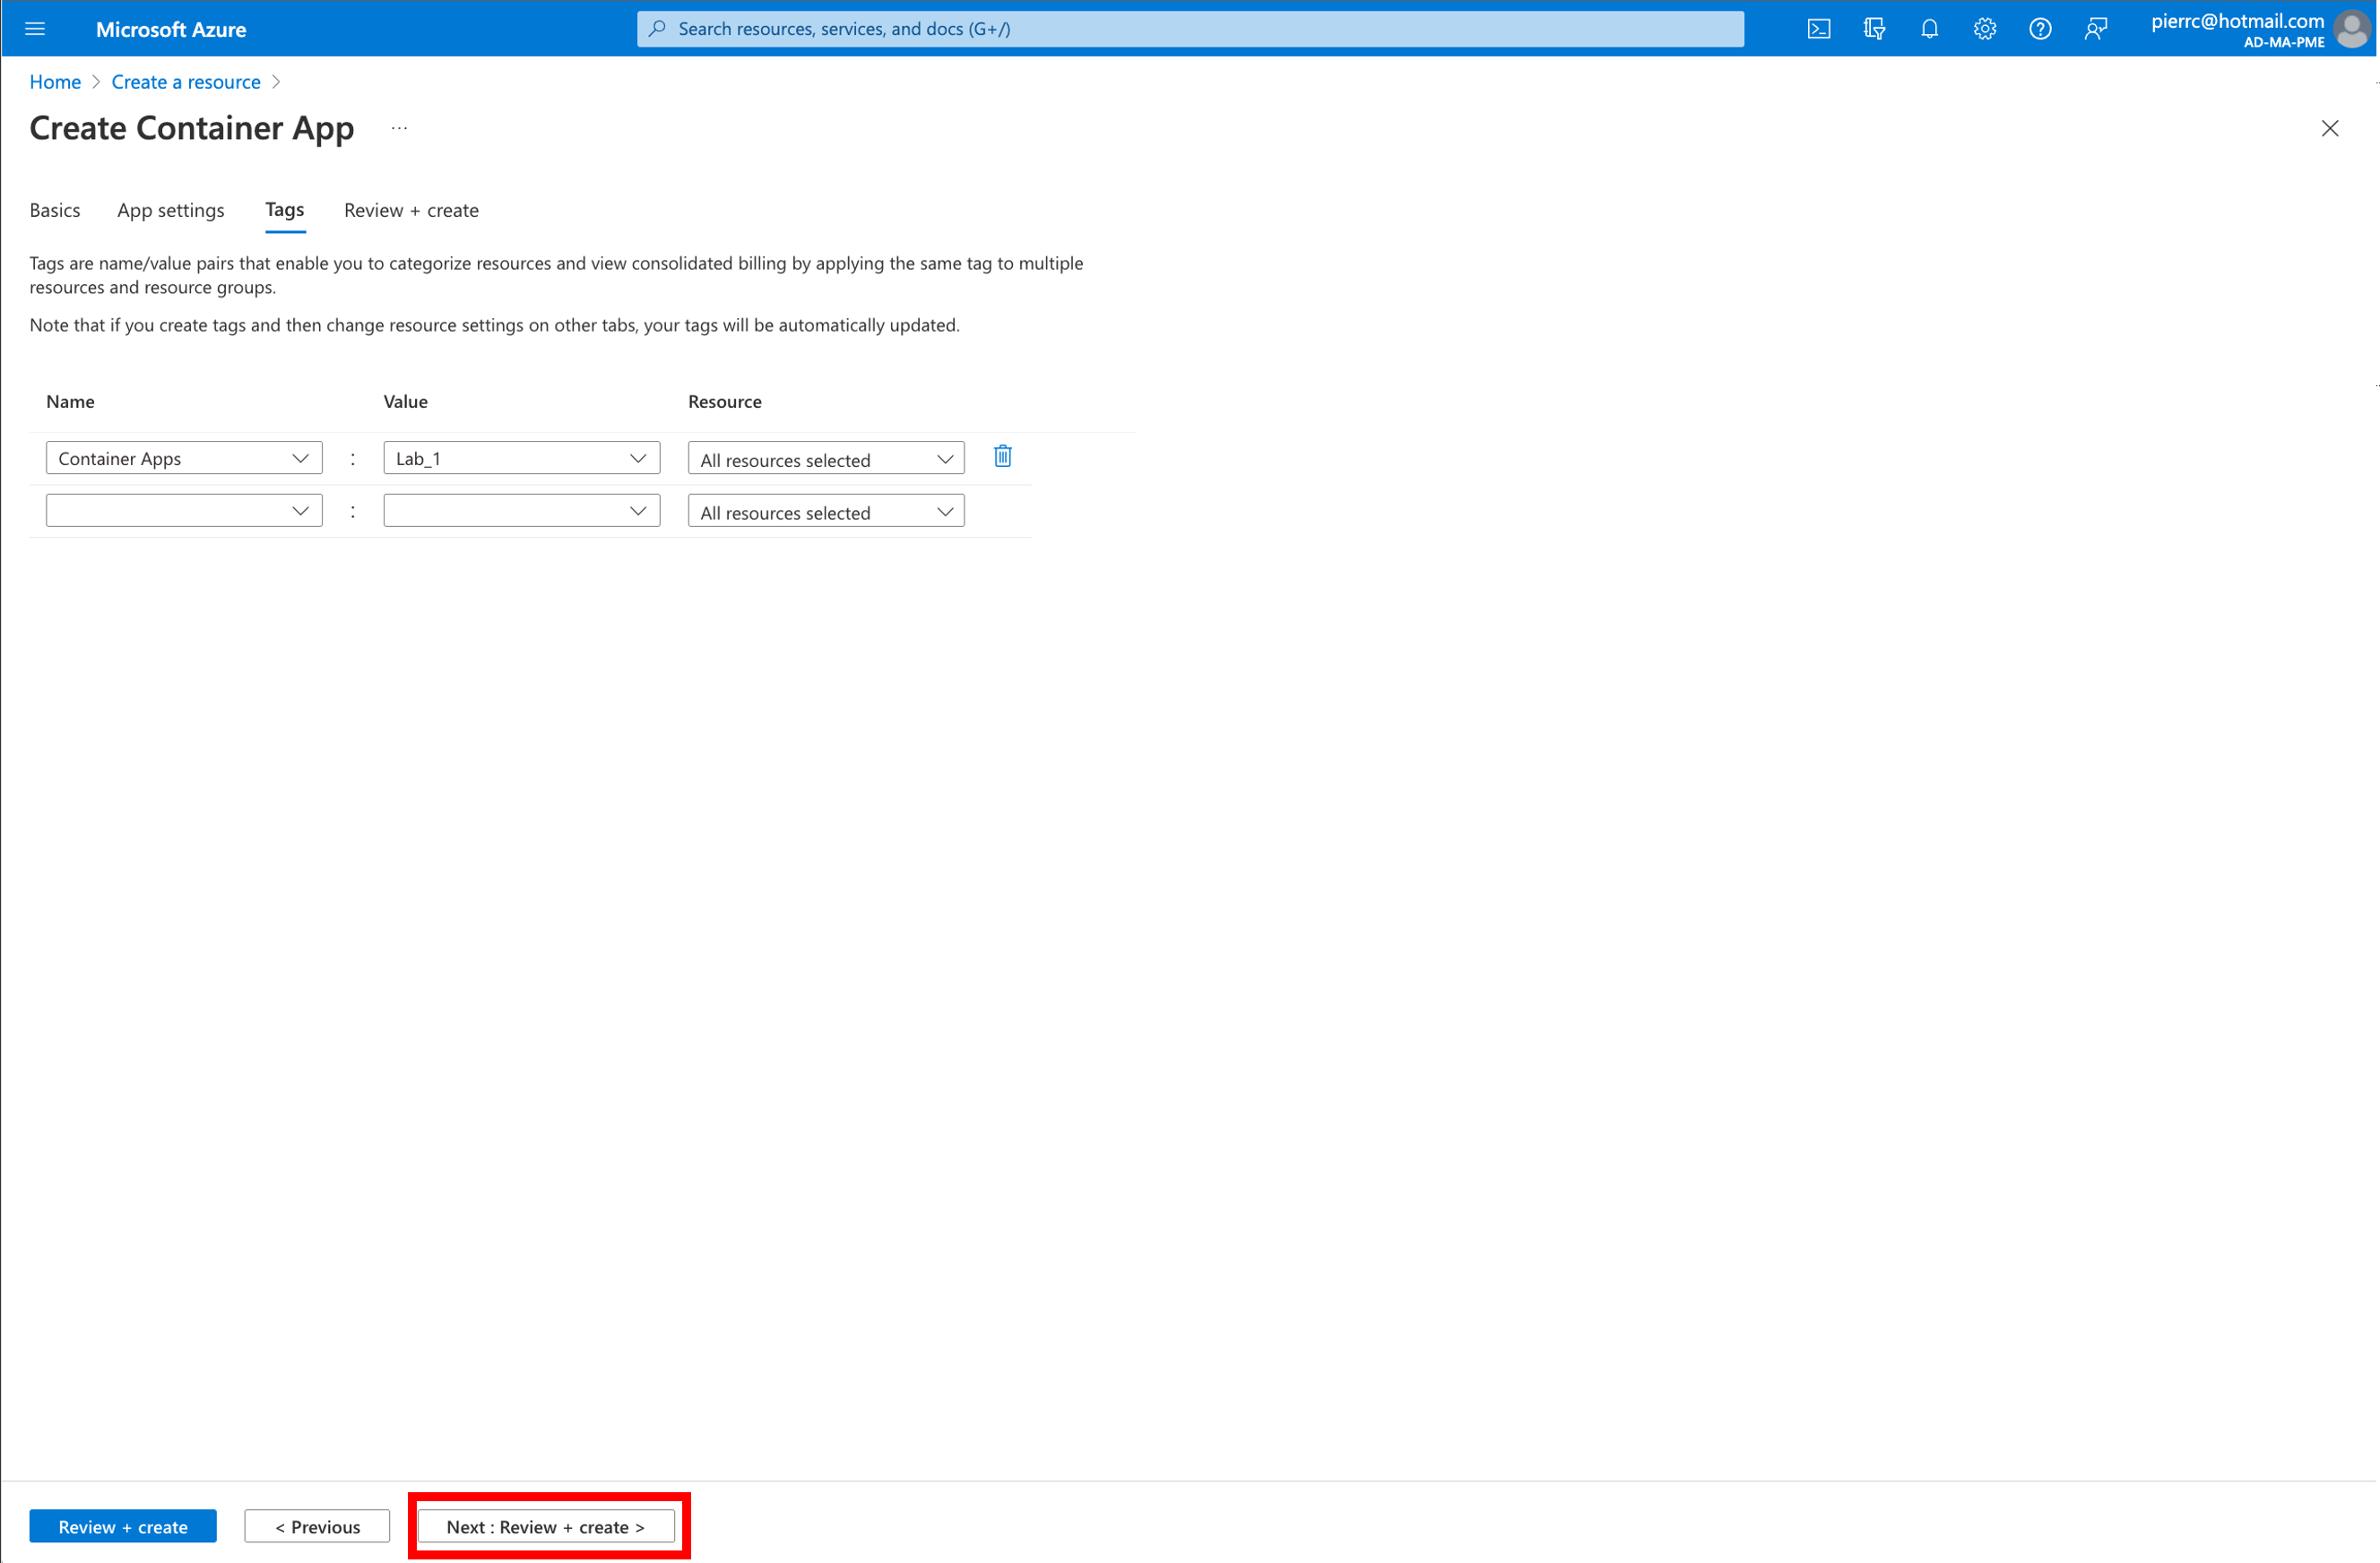 Microsoft Azure
Search resources, services, and docs (G+/)
pierrc@hotmail.com
AD-MA-PME
Home > Create a resource >
Create Container App ...
Basics App settings Tags Review + create
Tags are name/value pairs that enable you to categorize resources and view consolidated billing by applying the same tag to multiple
resources and resource groups.
Note that if you create tags and then change resource settings on other tabs, your tags will be automatically updated.
Name Value Resource
Container Apps : Lab_1 All resources selected
: All resources selected
Review + create < Previous Next : Review + create >